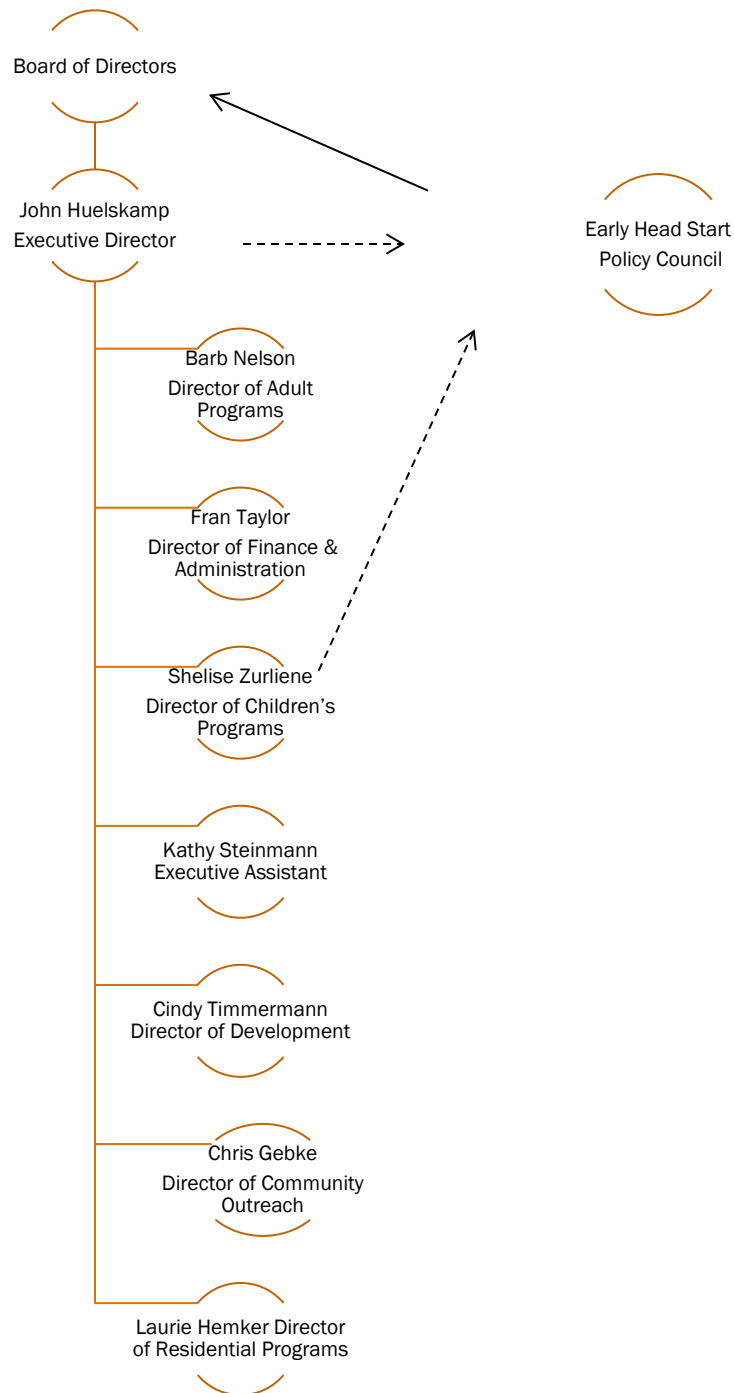 Board of Directors
John Huelskamp
Executive Director
Early Head Start
Policy Council
Barb Nelson
Director of Adult
Programs
Fran Taylor
Director of Finance &
Administration
Shelise Zurliene
Director of Children’s
Programs
Kathy Steinmann
Executive Assistant
Cindy Timmermann
Director of Development
Chris Gebke
Director of Community
Outreach
Laurie Hemker Director
of Residential Programs